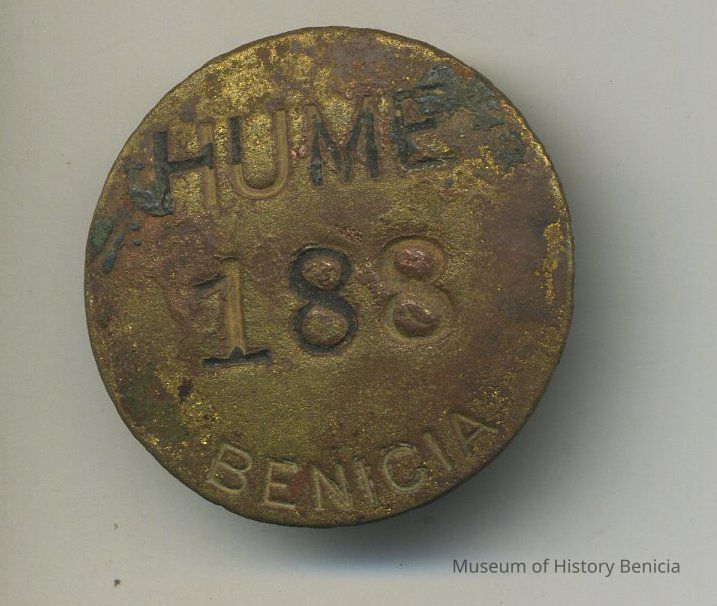 HUME
188
BENICIA
Museum of History Benicia